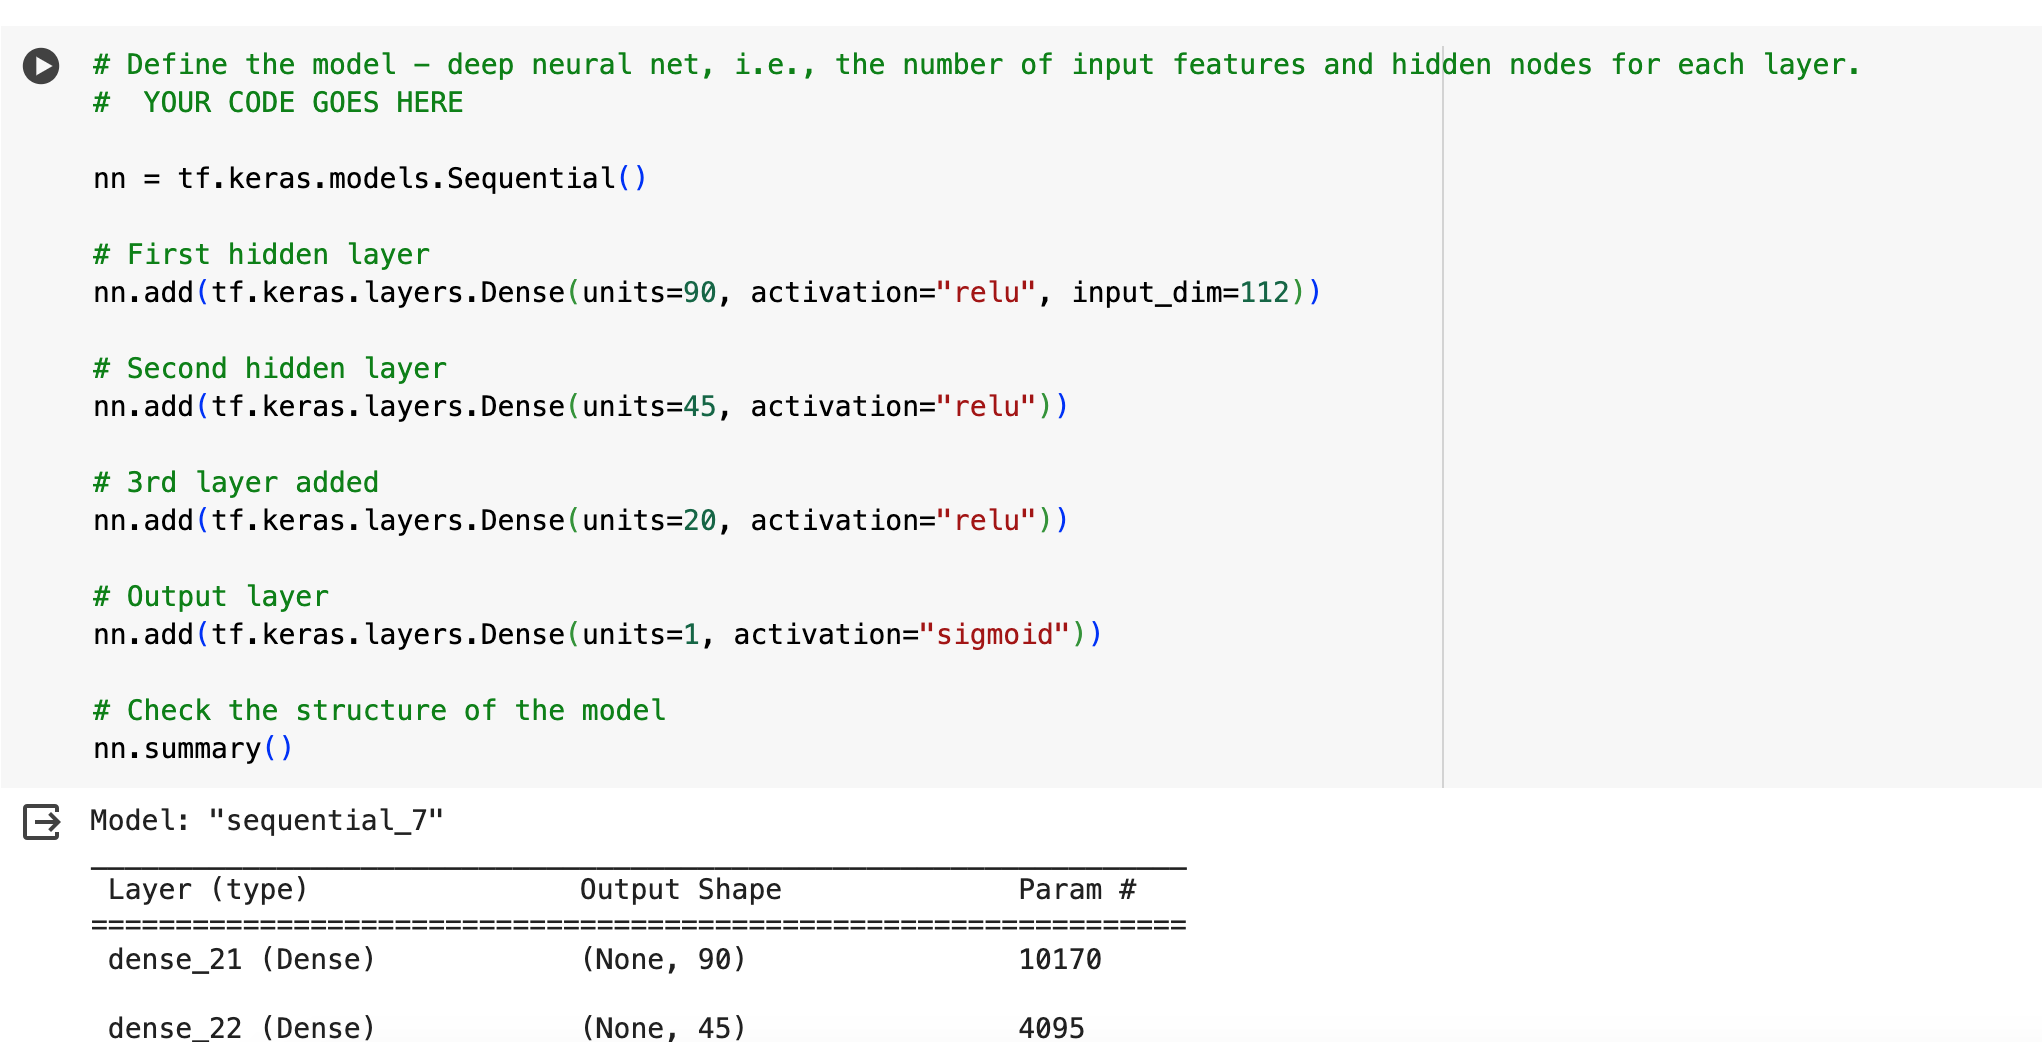 # Define the model – deep neural net, i.e., the number of input features and hidden nodes for each layer.
#  YOUR CODE GOES HERE
nn = tf.keras.models.Sequential()
# First hidden layer
nn.add(tf.keras.layers.Dense(units=90, activation="relu", input_dim=112))
# Second hidden layer
nn.add(tf.keras.layers.Dense(units=45, activation="relu"))
# 3rd layer added
nn.add(tf.keras.layers.Dense(units=20, activation="relu"))
# Output layer
nn.add(tf.keras.layers.Dense(units=1, activation="sigmoid"))
# Check the structure of the model
nn.summary()
Model: "sequential_7"
_________________________________________________________________
Layer (type) Output Shape Param #
=================================================================
dense_21 (Dense) (None, 90) 10170
dense_22 (Dense) (None, 45) 4095